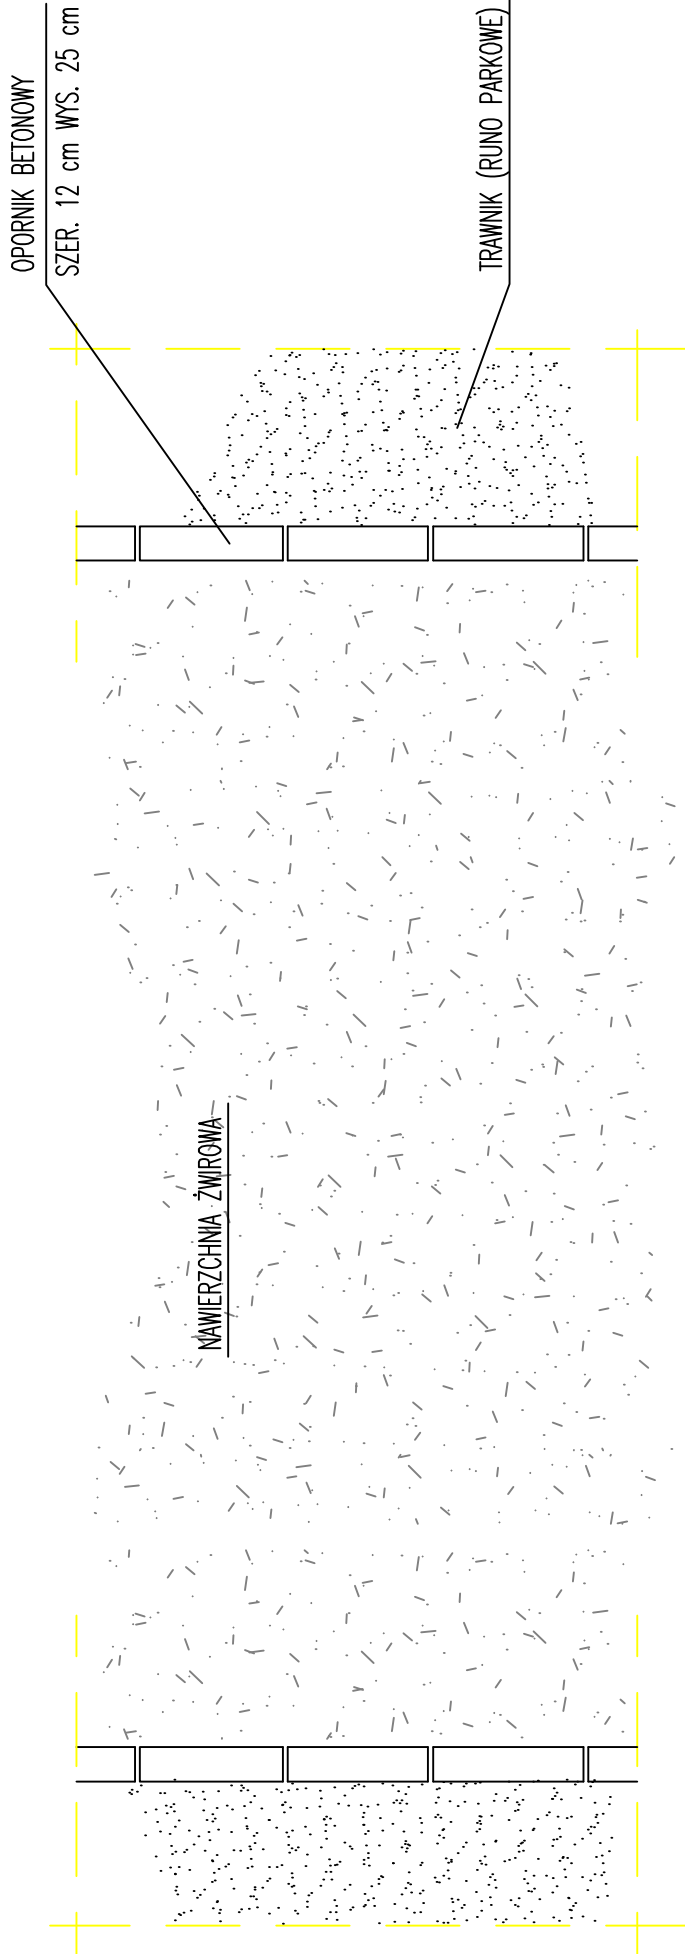 OPORNIK BETONOWY
SZER. 12 cm WYS. 25 cm
TRAWNIK (RUNO PARKOWE)
NAWIERZCHNIA ŻWIROWA